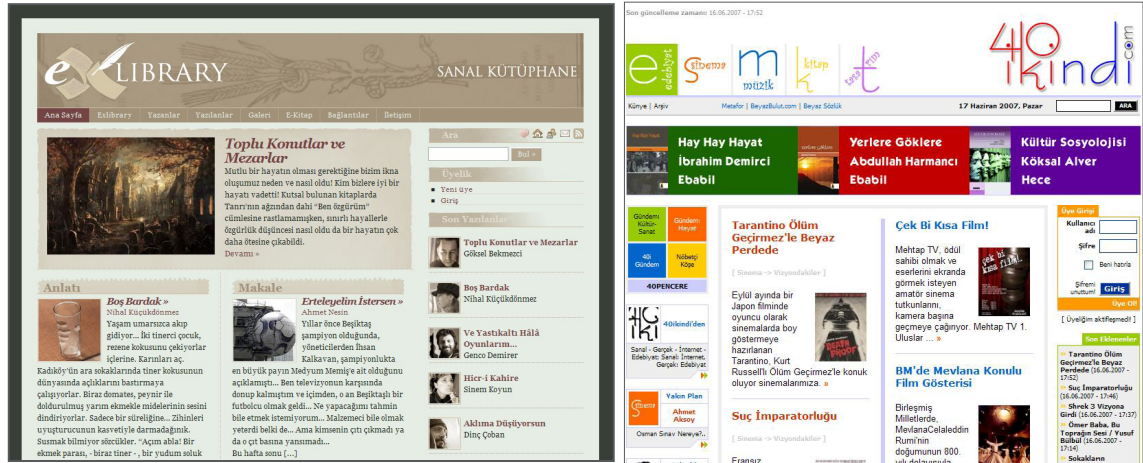 eXLIBRARY
SANAL KÜTÜPHANE
Ana Sayfa Exlibrary Yazarlar Yazılanlar Galeri E-Kitap Bağlantılar İletişim
Toplu Konutlar ve
Mezarlar
Mutlu bir hayatın olması gerektiğine bizim ikna
oluşumuz neden ve nasıl oldu! Kim bizlere iyi bir
hayatı vadetti! Kutsal bulunan kitaplarda
Tanrı'nın ağzından dahi "Ben özgürüm"
cümlesine rastlamamışken, sınırlı hayallerle
özgürlük düşüncesi nasıl oldu da bir hayatın çok
daha ötesine çıkabildi.
Devamı »
Anlatı
Boş Bardak »
Nihal Küçükdönmez
Yaşam umarsızca akıp
gidiyor... İki tinerci çocuk,
rezene kokusunu çekiyorlar
içlerine. Karınları aç.
Kadıköy'ün ara sokaklarında tiner kokusunun
dünyasında açlıklarını bastırmaya
çalışıyorlar. Biraz domates, peynir ile
doldurulmuş yarım ekmekle midelerinin sesini
dindiriyorlar. Sadece bir süreliğine... Zihinleri
uyuşturucunun kasvetiyle darmadağınık.
Susmak bilmiyor sözcükler. "Açım abla! Bir
ekmek parası, - biraz tiner - , bir yudum soluk
Makale
Erteleyelim İstersen »
Ahmet Nesin
Yıllar önce Beşiktaş
şampiyon olduğunda,
yöneticilerden İhsan
Kalkavan, şampiyonlukta
en büyük payın Medyum Memiş'e ait olduğunu
açıklamıştı... Ben televizyonun karşısında
donup kalmıştım ve içimden, o an Beşiktaşlı bir
futbolcu olmak geldi... Ne yapacağımı tahmin
bile etmek istemiyorum... Malzemeci bile olmak
yeterdi belki de... Ama kimsenin çıtı çıkmadı ya
da o çıt basına yansımadı...
Bu hafta sonu [...]
Ara
Bul »
Üyelik
Yeni üye
Giriş
Son Yazılanlar
Toplu Konutlar ve Mezarlar
Göksel Bekmezci
Boş Bardak
Nihal Küçükdönmez
Ve Yastıkaltı Hâlâ
Oyunlarım...
Genco Demirer
Hicr-i Kahire
Sinem Koyun
Aklıma Düşüyorsun
Dinç Çoban
Son güncelleme zamanı: 16.06.2007 - 17:52
edebiyat sinema müzik kitap tasarım
40ikindi.com
Künye | Arşiv
Metafor | BeyazBulut.com | Beyaz Sözlük
17 Haziran 2007, Pazar
ARA
Hay Hay Hayat
İbrahim Demirci
Ebabil
Yerlere Göklere
Abdullah Harmancı
Ebabil
Kültür Sosyolojisi
Köksal Alver
Hece
Gündem:
Kültür-
Sanat
Gündem:
Hayat
40i
Gündem
Nöbetçi
Köşe
40PENCERE
40ikindi'den
Sanal - Gerçek - İnternet -
Edebiyat: Sanal: İnternet,
Gerçek: Edebiyat
Sinema
Yakın Plan
Ahmet
Aksoy
Osman Sınav Nereye?..
Tarantino Ölüm
Geçirmez'le Beyaz
Perdede
[ Sinema -> Vizyondakiler ]
Eylül ayında bir
Japon filminde
oyuncu olarak
sinemalarda boy
göstermeye
hazırlanan
Tarantino, Kurt
Russell'lı Ölüm Geçirmez'le konuk
oluyor sinemalarımıza. »
DEATH
PROOF
Suç İmparatorluğu
[ Sinema -> Vizyondakiler ]
Fransız
Çek Bi Kısa Film!
Mehtap TV, ödül
sahibi olmak ve
eserlerini ekranda
görmek isteyen
amatör sinema
tutkunlarını,
kamera başına
geçmeye çağırıyor. Mehtap TV 1.
Uluslar ... »
çek bi
kısa film!
BM'de Mevlana Konulu
Film Gösterisi
Birleşmiş
Milletlerde,
MevlanaCelaleddin
Rumi'nin
doğumunun 800.
yılı dolayısıyla
Üye Girişi
Kullanıcı
adı
Şifre
Beni hatırla
Şifremi
unuttum!
Giriş
Üye Ol!
[ Üyeliğim aktifleşmedi! ]
Son Eklenenler
» Tarantino Ölüm
Geçirmez'le Beyaz
Perdede (16.06.2007 -
17:52)
» Suç İmparatorluğu
(16.06.2007 - 17:46)
» Shrek 3 Vizyona
Girdi (16.06.2007 - 17:37)
» Ömer Baba, Bu
Toprağın Sesi / Yusuf
Bülbül (16.06.2007 -
17:14)
» Sokakların